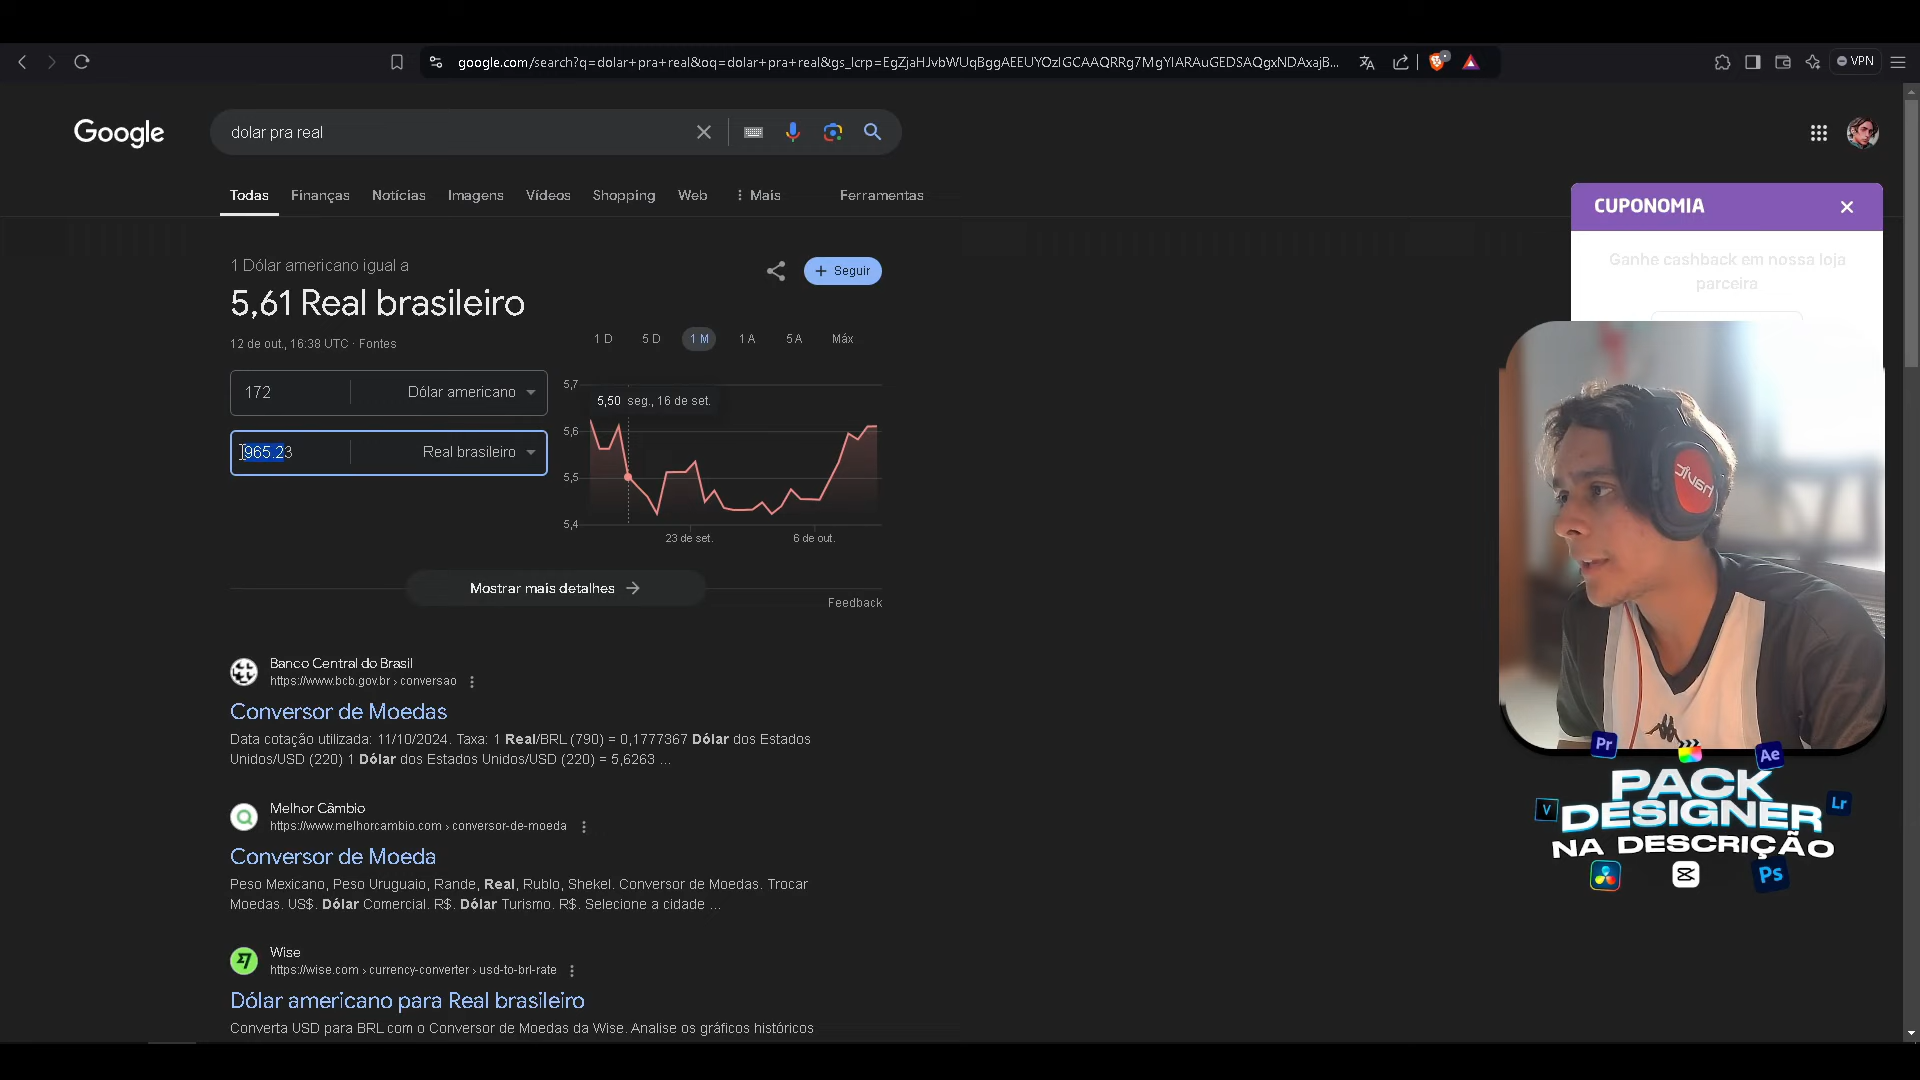 google.com/search?q=dolar+pra+real&oq=dolar+pra+real&gs_lcrp=EgZjaHJvbWUqBggAEEUYOzIGCAAQRRg7MgYIARAuGEDSAQgxNDAxajB...
VPN
Google
dolar pra real
Todas
Finanças
Notícias
Imagens
Vídeos
Shopping
Web
Mais
Ferramentas
CUPONOMIA
Ganhe cashback em nossa loja
parceira
1 Dólar americano igual a
Seguir
5,61 Real brasileiro
12 de out., 16:38 UTC · Fontes
1 D
5 D
1 M
1 A
5 A
Máx
172
Dólar americano
965.23
Real brasileiro
5,7
5,6
5,5
5,4
5,50 seg., 16 de set.
23 de set.
6 de out.
Mostrar mais detalhes
Feedback
Banco Central do Brasil
https://www.bcb.gov.br › conversao
Conversor de Moedas
Data cotação utilizada: 11/10/2024. Taxa: 1 Real/BRL (790) = 0,1777367 Dólar dos Estados
Unidos/USD (220) 1 Dólar dos Estados Unidos/USD (220) = 5,6263 ...
Melhor Câmbio
https://www.melhorcambio.com › conversor-de-moeda
Conversor de Moeda
Peso Mexicano, Peso Uruguaio, Rande, Real, Rublo, Shekel. Conversor de Moedas. Trocar
Moedas. US$. Dólar Comercial. R$. Dólar Turismo. R$. Selecione a cidade ...
Wise
https://wise.com › currency-converter › usd-to-brl-rate
Dólar americano para Real brasileiro
Converta USD para BRL com o Conversor de Moedas da Wise. Analise os gráficos históricos
Pr
Ae
PACK
V
Lr
DESIGNER
NA DESCRIÇÃO
Ps